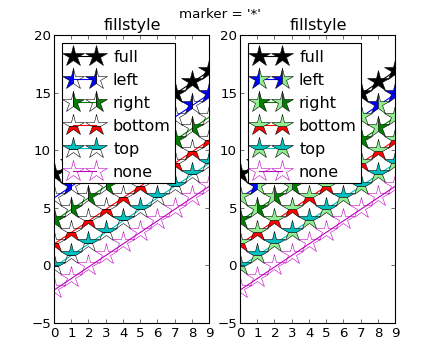 marker = '*'
fillstyle
full
left
right
bottom
top
none
20
15
10
5
0
−5
0 1 2 3 4 5 6 7 8 9
fillstyle
full
left
right
bottom
top
none
20
15
10
5
0
−5
0 1 2 3 4 5 6 7 8 9